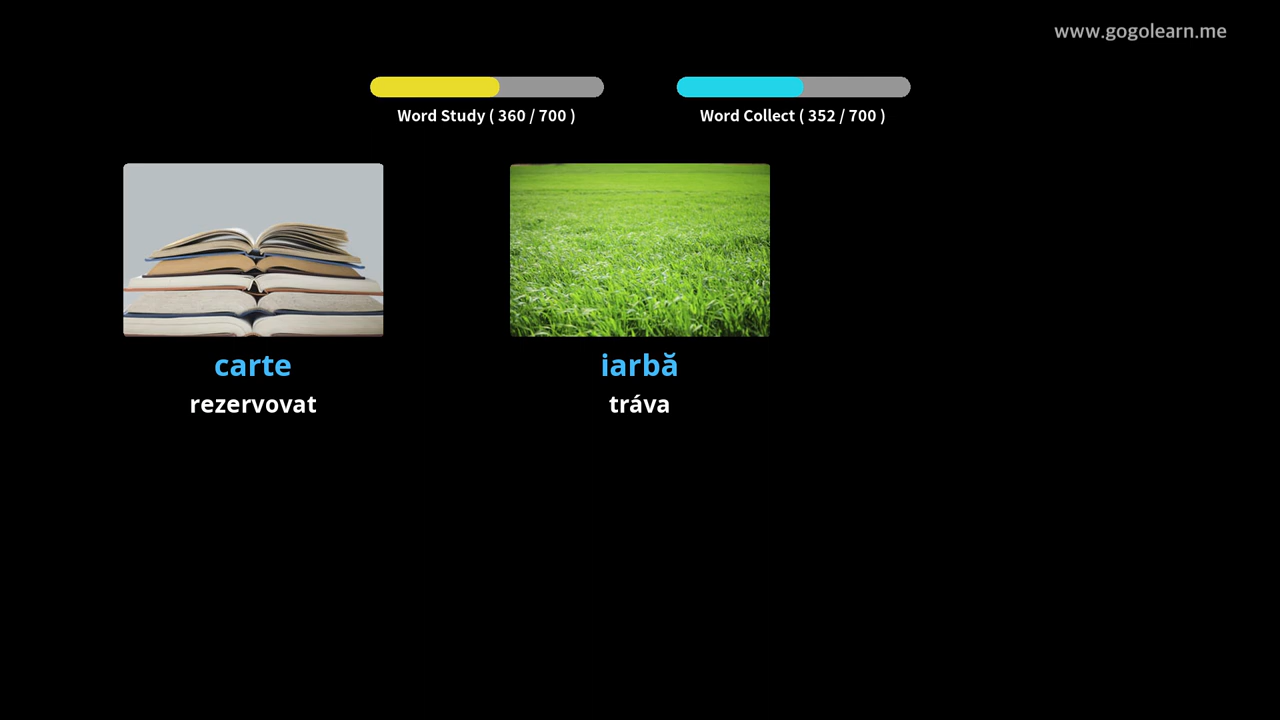 www.gogolearn.me
Word Study ( 360 / 700 )
Word Collect ( 352 / 700 )
carte
rezervovat
iarbă
tráva